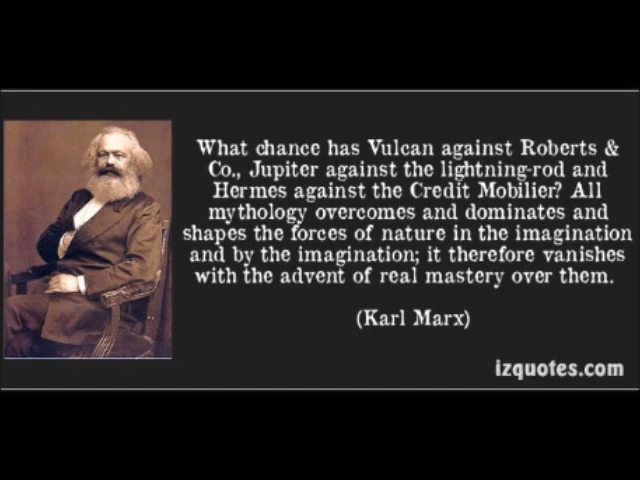 What chance has Vulcan against Roberts &
Co., Jupiter against the lightning-rod and
Hermes against the Credit Mobilier? All
mythology overcomes and dominates and
shapes the forces of nature in the imagination
and by the imagination; it therefore vanishes
with the advent of real mastery over them.
(Karl Marx)
izquotes.com